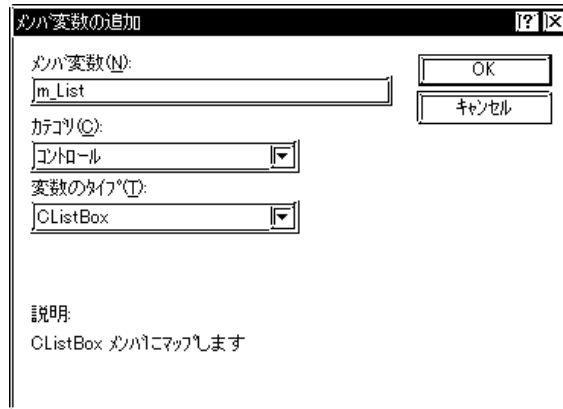 ﾒﾝﾊﾞ変数の追加
ﾒﾝﾊﾞ変数(N):
m_List
OK
ｷｬﾝｾﾙ
ｶﾃｺﾞﾘ(C):
ｺﾝﾄﾛｰﾙ
変数のﾀｲﾌﾟ(T):
CListBox
説明:
CListBox ﾒﾝﾊﾞにﾏｯﾌﾟします